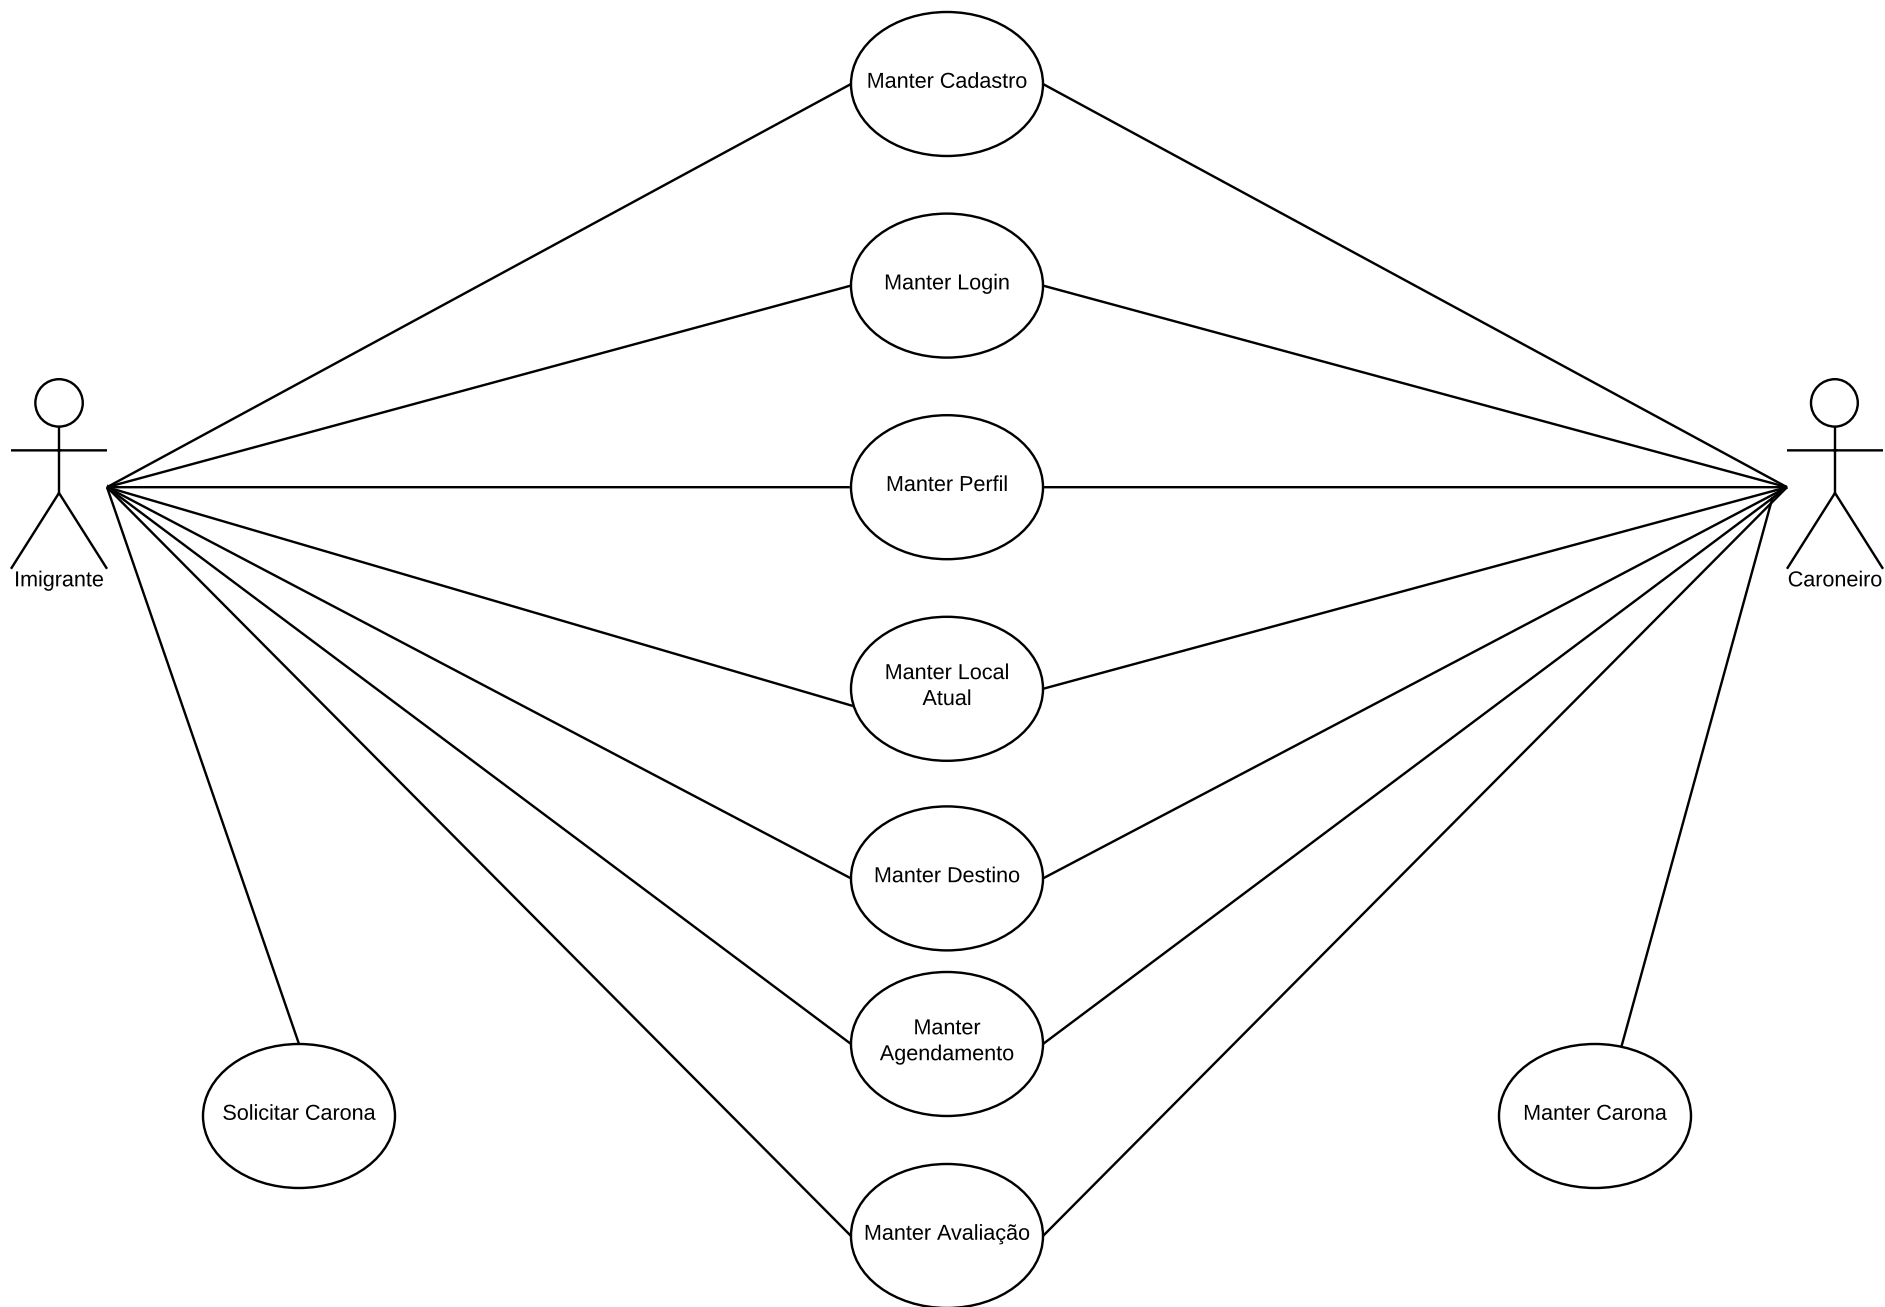 Manter Cadastro
Manter Login
Manter Perfil
Imigrante
Caroneiro
Manter Local
Atual
Manter Destino
Manter
Agendamento
Solicitar Carona
Manter Carona
Manter Avaliação